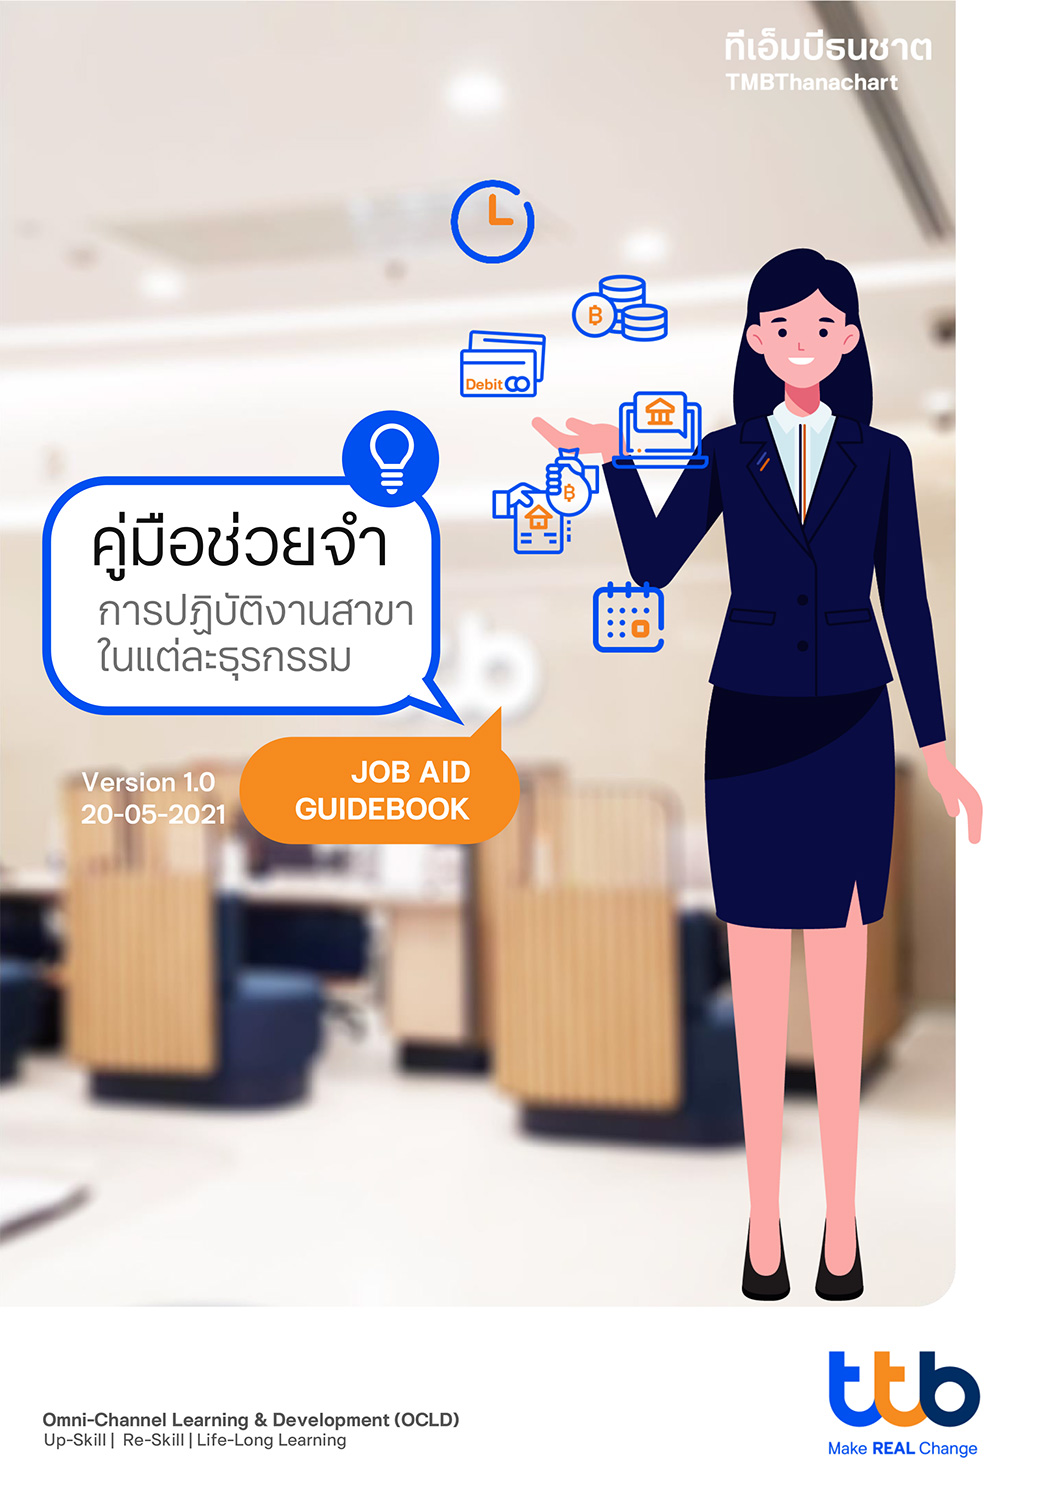 ทีเอ็มบีธนชาต
TMBThanachart
Debit
คู่มือช่วยจำ
การปฏิบัติงานสาขา
ในแต่ละธุรกรรม
JOB AID
GUIDEBOOK
Version 1.0
20-05-2021
Omni-Channel Learning & Development (OCLD)
Up-Skill | Re-Skill | Life-Long Learning
ttb
Make REAL Change